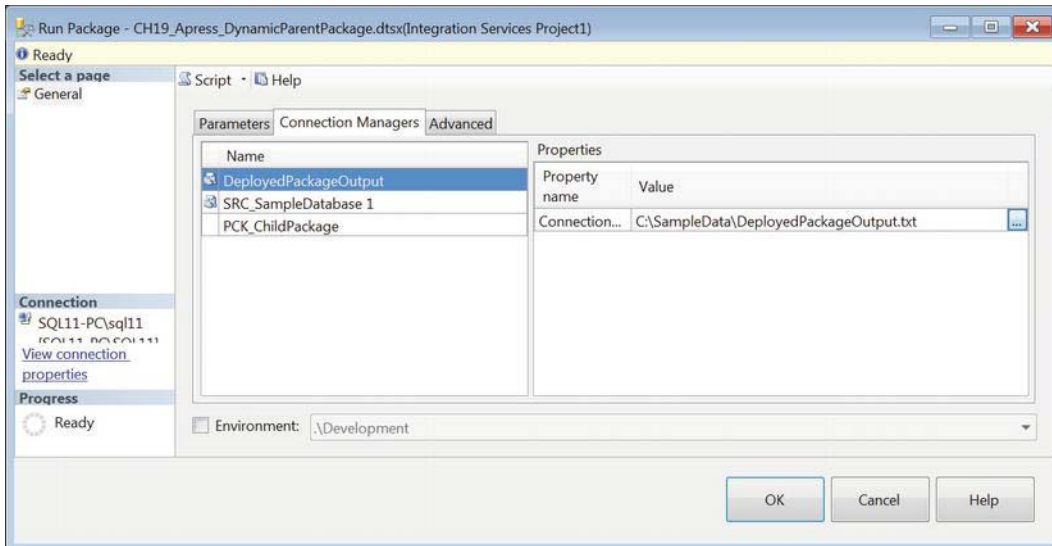 Run Package - CH19_Apress_DynamicParentPackage.dtsx(Integration Services Project1)
Ready
Select a page
General
Script
Help
Parameters
Connection Managers
Advanced
Name
DeployedPackageOutput
SRC_SampleDatabase 1
PCK_ChildPackage
Properties
Property
name
Value
Connection...
C:\SampleData\DeployedPackageOutput.txt
...
Connection
SQL11-PC\sql11
View connection
properties
Progress
Ready
Environment:
.\Development
OK
Cancel
Help